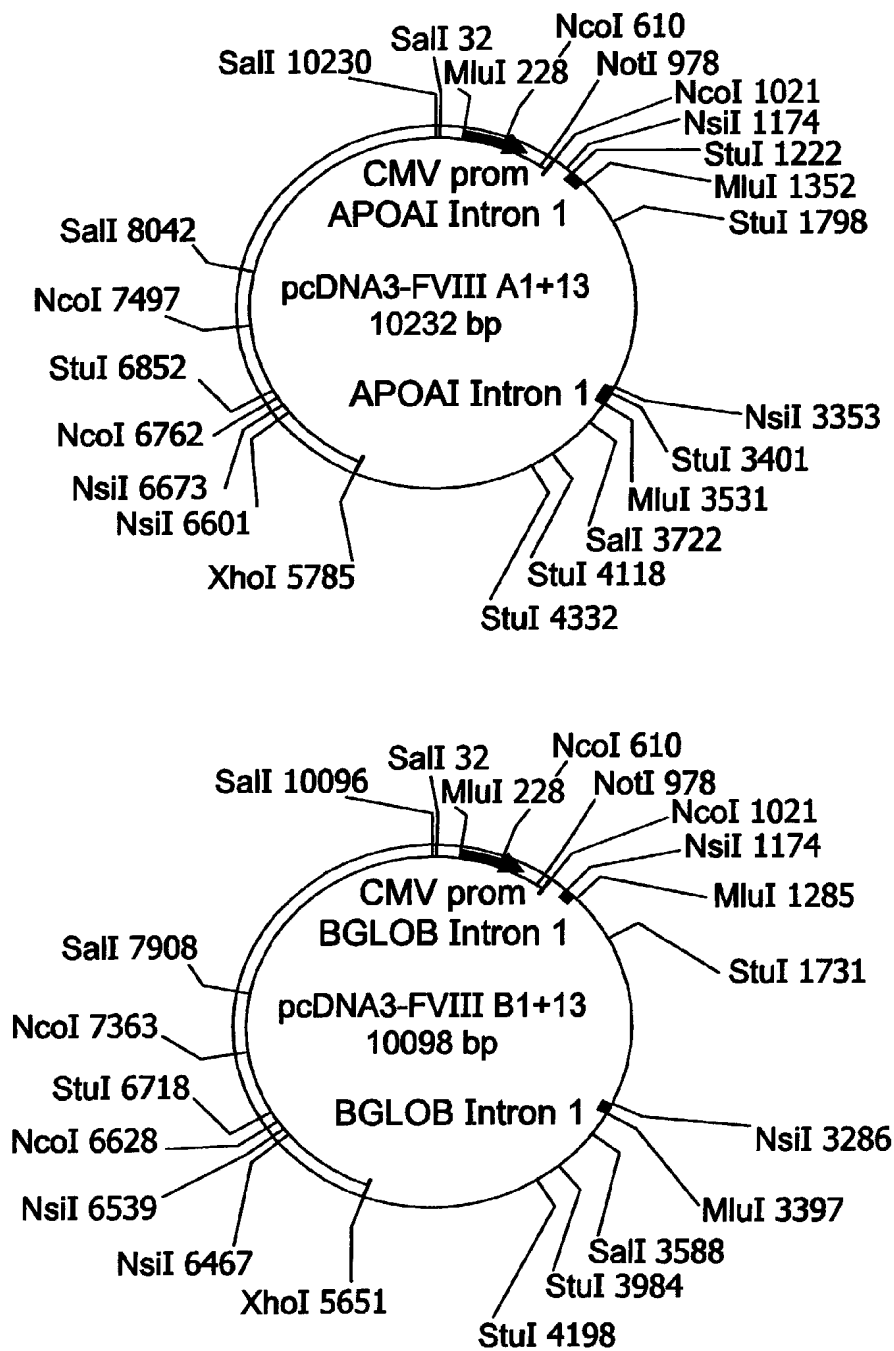 SalI 32
NcoI 610
SalI 10230
MluI 228
NotI 978
NcoI 1021
NsiI 1174
StuI 1222
MluI 1352
StuI 1798
CMV prom
APOAI Intron 1
SalI 8042
NcoI 7497
pcDNA3-FVIII A1+13
10232 bp
StuI 6852
APOAI Intron 1
NsiI 3353
NcoI 6762
StuI 3401
NsiI 6673
MluI 3531
NsiI 6601
SalI 3722
XhoI 5785
StuI 4118
StuI 4332
SalI 32
NcoI 610
SalI 10096
MluI 228
NotI 978
NcoI 1021
NsiI 1174
MluI 1285
CMV prom
BGLOB Intron 1
SalI 7908
StuI 1731
pcDNA3-FVIII B1+13
10098 bp
NcoI 7363
StuI 6718
BGLOB Intron 1
NcoI 6628
NsiI 3286
NsiI 6539
MluI 3397
NsiI 6467
SalI 3588
XhoI 5651
StuI 3984
StuI 4198